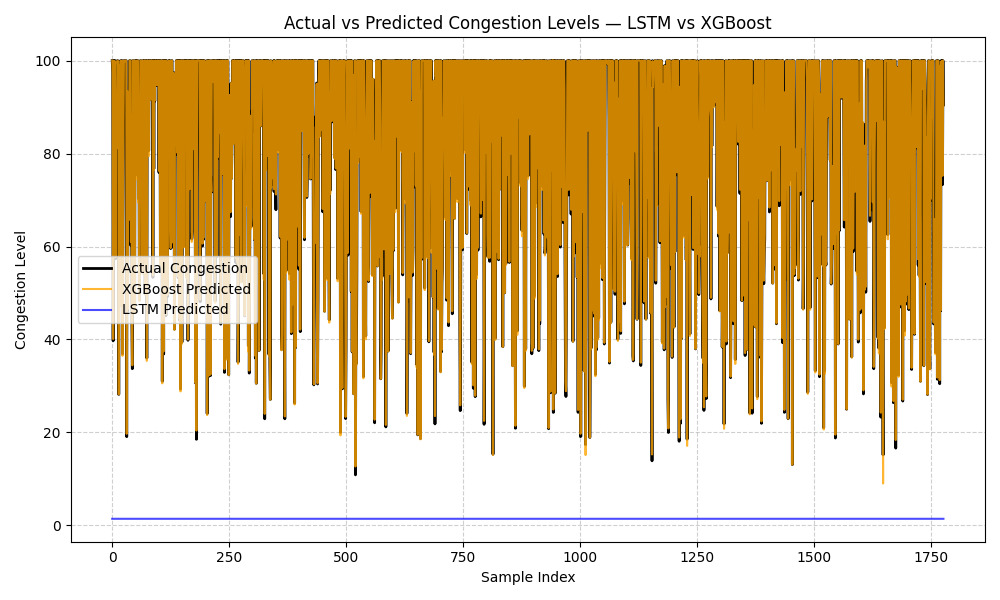 Actual vs Predicted Congestion Levels — LSTM vs XGBoost
Congestion Level
100
80
60
40
20
0
Actual Congestion
XGBoost Predicted
LSTM Predicted
0
250
500
750
1000
1250
1500
1750
Sample Index